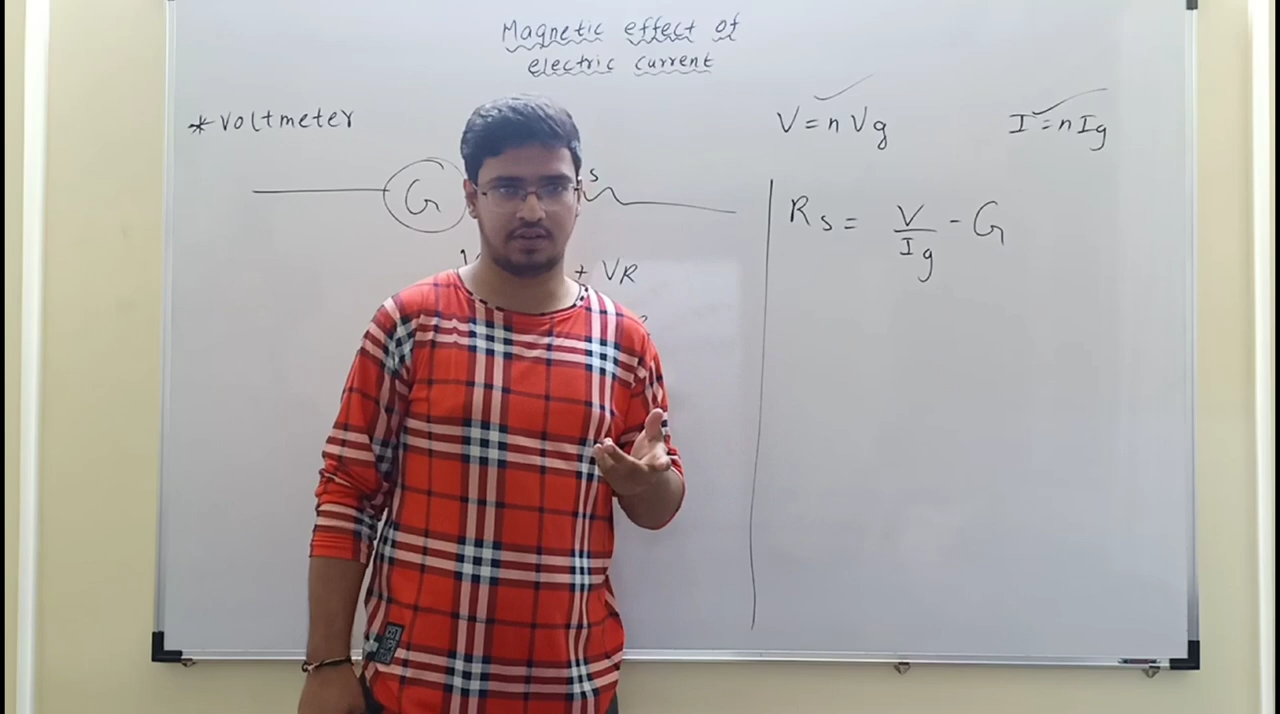 Magnetic effect of
electric current
*Voltmeter
V = n Vg
I = n Ig
G
s
+ VR
Rs = V/Ig - G